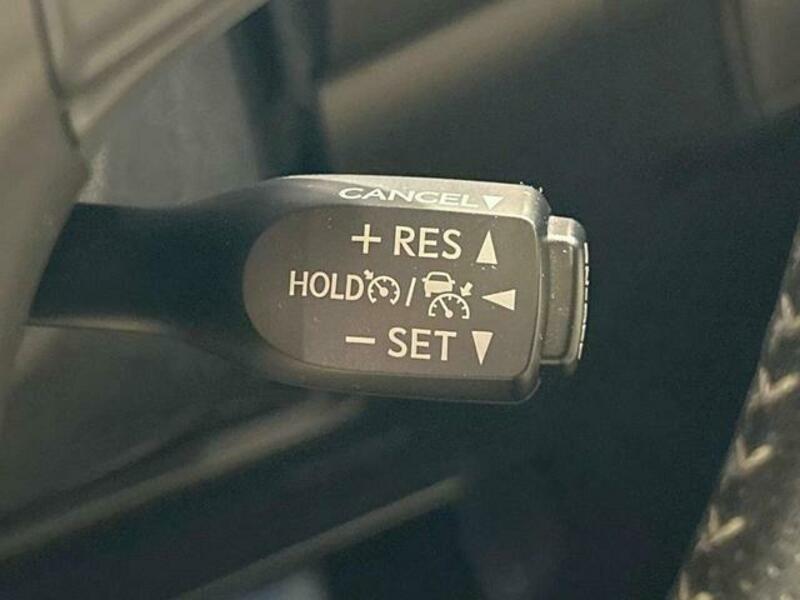 CANCEL▼
+ RES ▲
HOLD / ◀
− SET ▼